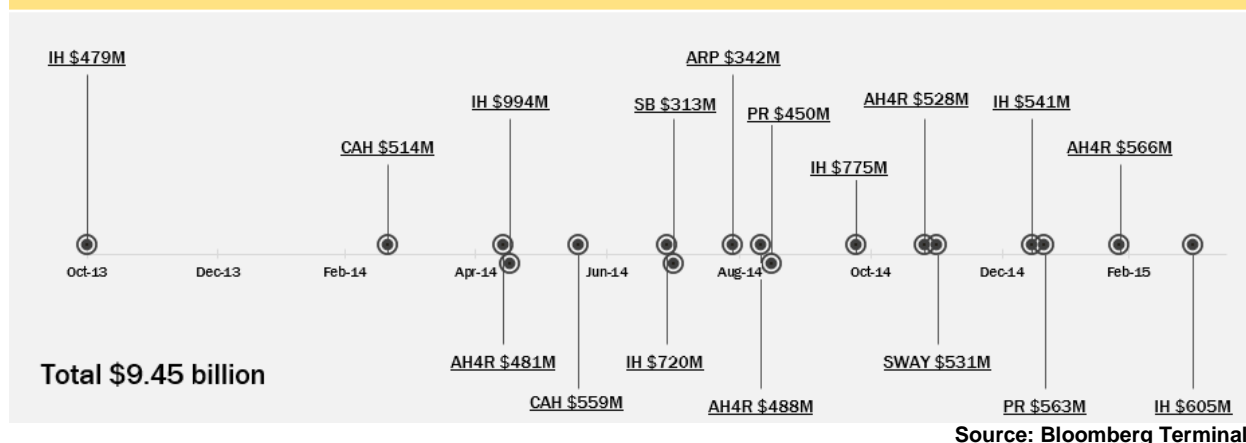 IH $479M
ARP $342M
IH $994M
SB $313M
PR $450M
AH4R $528M
IH $541M
CAH $514M
IH $775M
AH4R $566M
Oct-13
Dec-13
Feb-14
Apr-14
Jun-14
Aug-14
Oct-14
Dec-14
Feb-15
AH4R $481M
IH $720M
SWAY $531M
Total $9.45 billion
CAH $559M
AH4R $488M
PR $563M
IH $605M
Source: Bloomberg Terminal